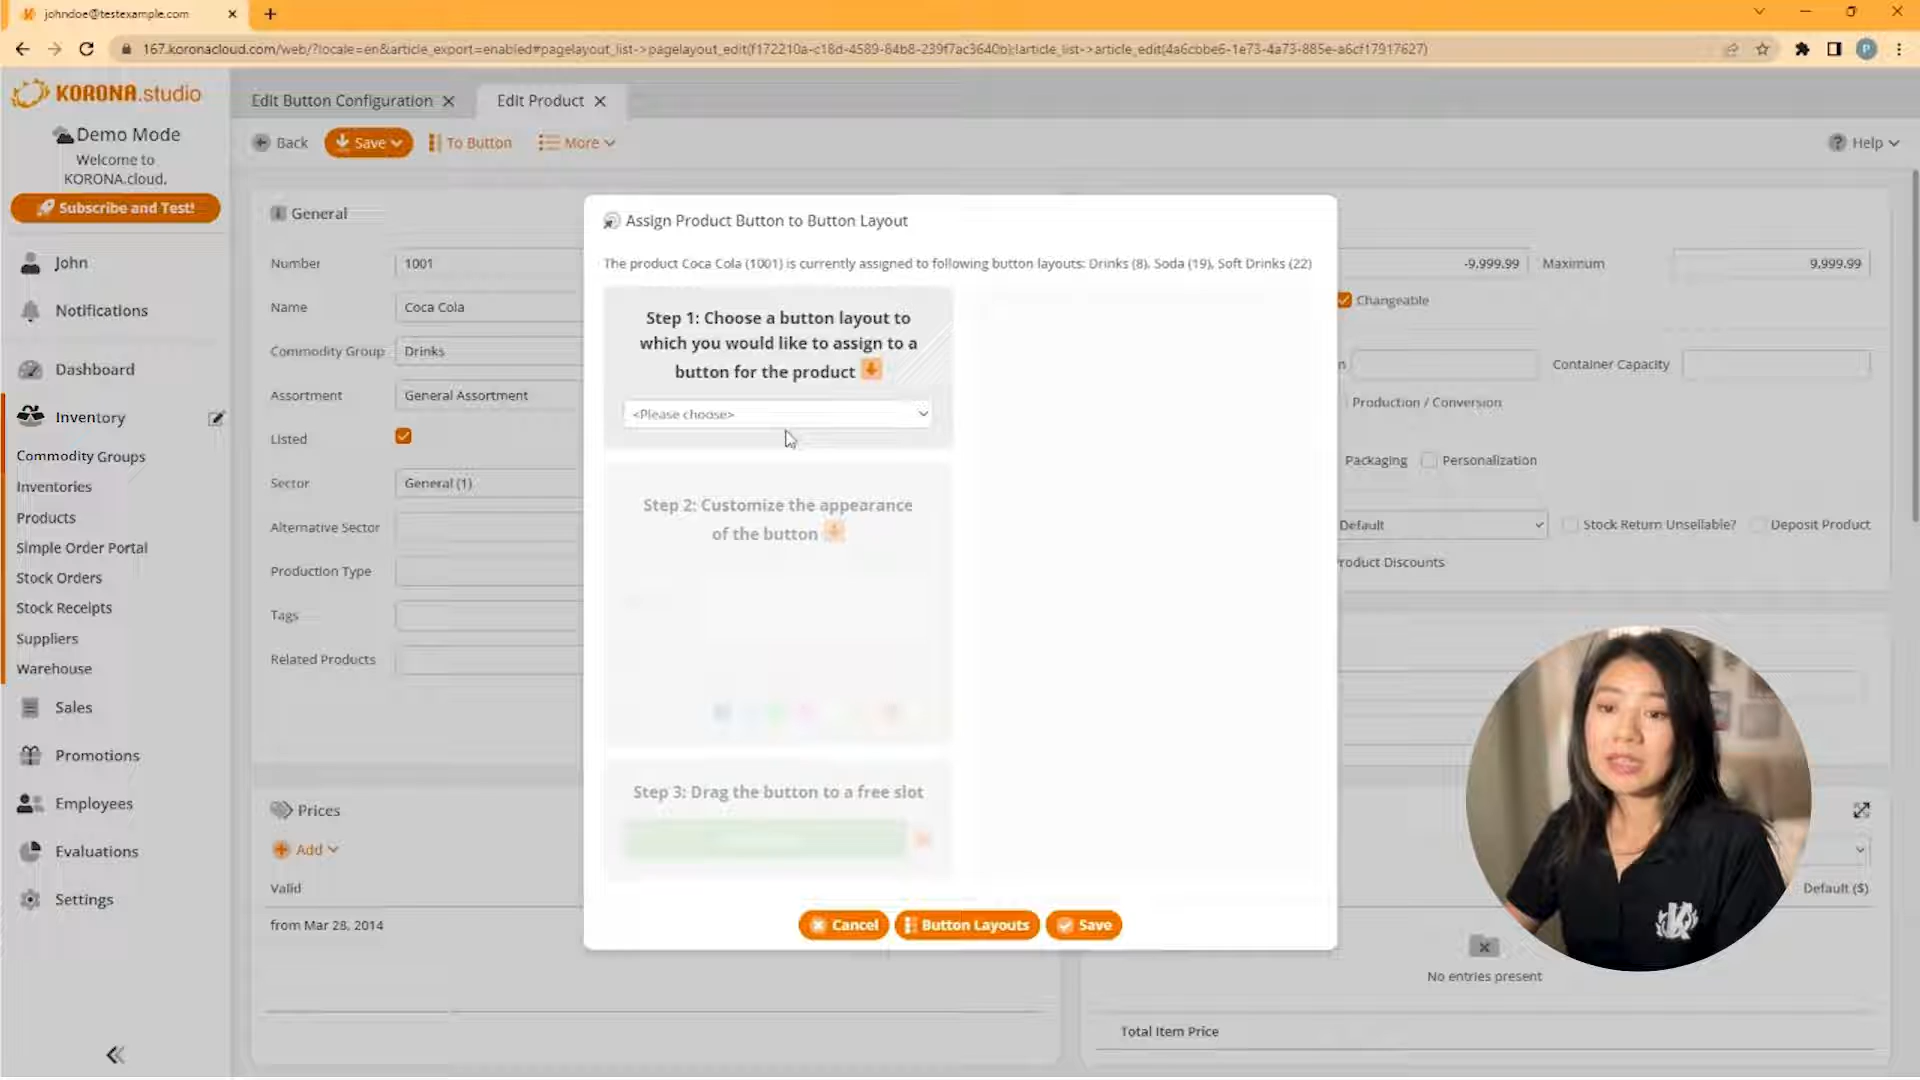 johndoe@testexample.com
167.koronacloud.com/web/?locale=en&article_export=enabled#pagelayout_list->pagelayout_edit(f172210a-c18d-4589-84b8-239f7ac3640b);!article_list->article_edit(4a6cbbe6-1e73-4a73-885e-a6cf17917627)
P
KORONA.studio
Demo Mode
Welcome to
KORONA.cloud.
Subscribe and Test!
John
Notifications
Dashboard
Inventory
Commodity Groups
Inventories
Products
Simple Order Portal
Stock Orders
Stock Receipts
Suppliers
Warehouse
Sales
Promotions
Employees
Evaluations
Settings
Edit Button Configuration
Edit Product
Back
Save
To Button
More
Help
General
Number
1001
Name
Coca Cola
Commodity Group
Drinks
Assortment
General Assortment
Listed
Sector
General (1)
Alternative Sector
Production Type
Tags
Related Products
Prices
Add
Valid
from Mar 28, 2014
Assign Product Button to Button Layout
The product Coca Cola (1001) is currently assigned to following button layouts: Drinks (8), Soda (19), Soft Drinks (22)
Step 1: Choose a button layout to
which you would like to assign to a
button for the product
<Please choose>
Step 2: Customize the appearance
of the button
Step 3: Drag the button to a free slot
Cancel
Button Layouts
Save
-9,999.99
Maximum
9,999.99
Changeable
n
Container Capacity
Production / Conversion
Packaging
Personalization
Default
Stock Return Unsellable?
Deposit Product
roduct Discounts
Default ($)
No entries present
Total Item Price